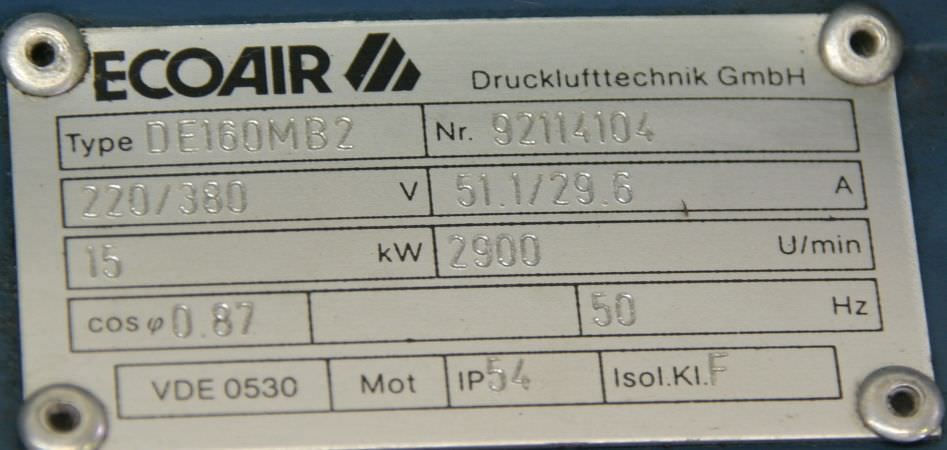 ECOAIR Drucklufttechnik GmbH
Type DE160MB2 Nr. 92114104
220/380 V 51.1/29.6 A
15 kW 2900 U/min
cos φ 0.87 50 Hz
VDE 0530 Mot IP54 Isol.Kl.F